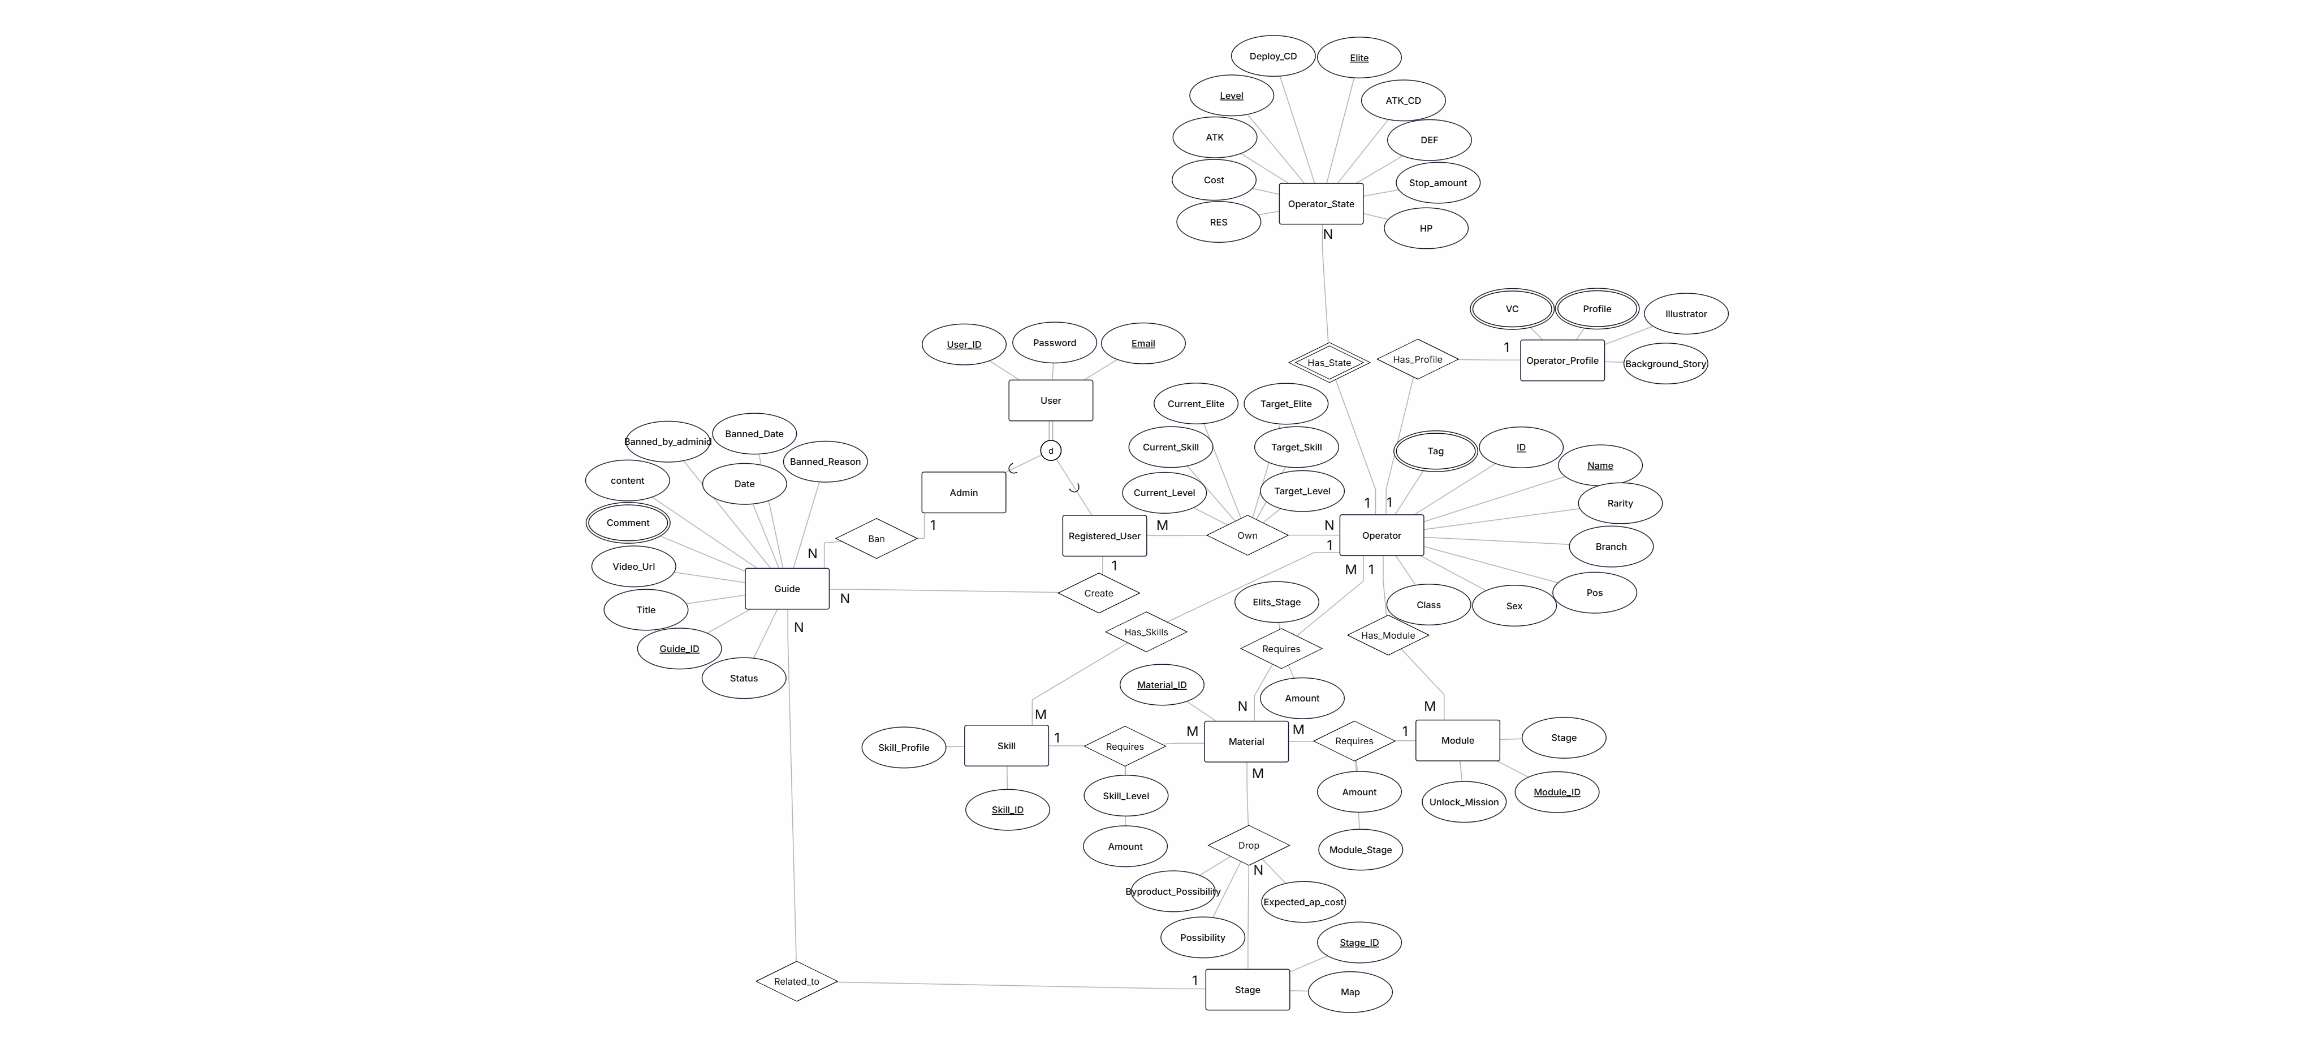 Deploy_CD
Elite
Level
ATK_CD
ATK
DEF
Cost
Stop_amount
Operator_State
RES
HP
N
VC
Profile
Illustrator
User_ID
Password
Email
Has_State
Has_Profile
1
Operator_Profile
Background_Story
User
Current_Elite
Target_Elite
Banned_by_adminid
Banned_Date
Banned_Reason
d
Current_Skill
Target_Skill
Tag
ID
Name
content
Date
Admin
Current_Level
Target_Level
1
1
Rarity
Comment
Ban
1
Registered_User
M
Own
N
Operator
Branch
N
1
Video_Url
1
M
1
Guide
N
Create
Elits_Stage
Class
Sex
Pos
Title
N
Has_Skills
Requires
Has_Module
Guide_ID
Status
Material_ID
Amount
N
M
M
Skill_Profile
Skill
1
Requires
M
Material
M
Requires
1
Module
Stage
M
Skill_ID
Skill_Level
Amount
Unlock_Mission
Module_ID
Amount
Drop
Module_Stage
N
Byproduct_Possibility
Expected_ap_cost
Possibility
Stage_ID
Related_to
1
Stage
Map